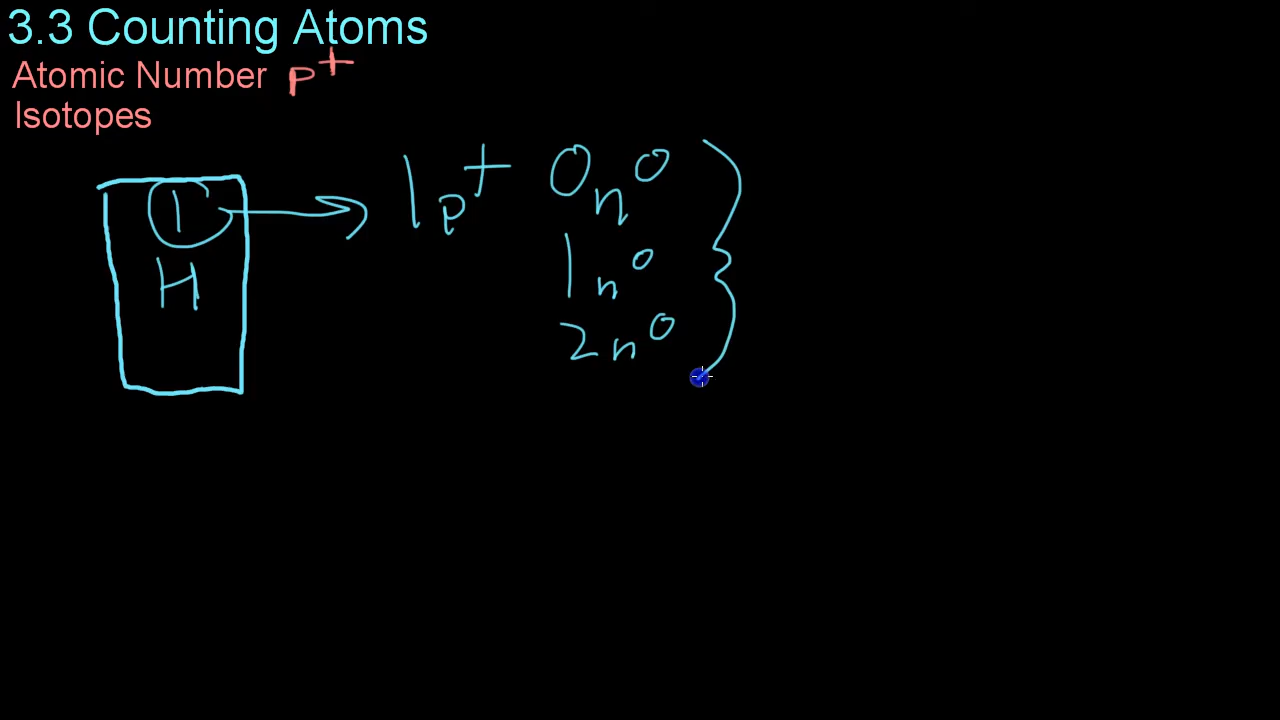 3.3 Counting Atoms
Atomic Number p⁺
Isotopes
1 → 1p⁺ 0n⁰
H 1n⁰
2n⁰